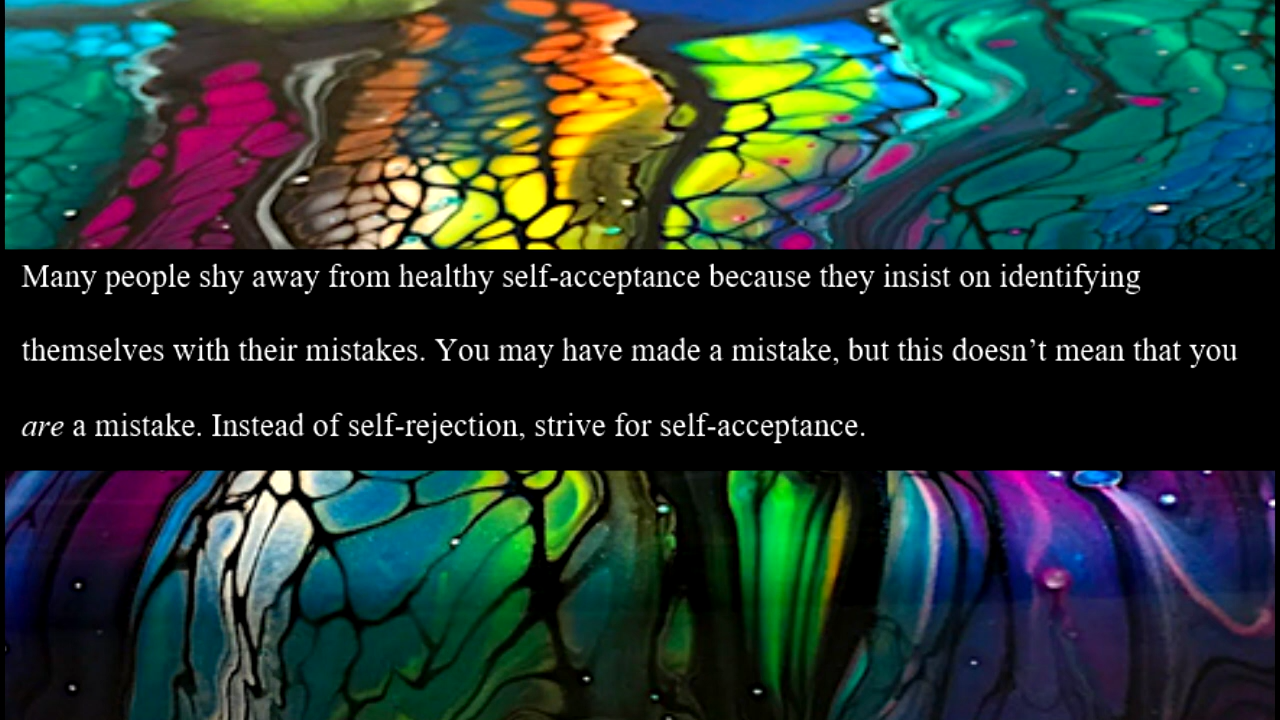 Many people shy away from healthy self-acceptance because they insist on identifying
themselves with their mistakes. You may have made a mistake, but this doesn’t mean that you
are a mistake. Instead of self-rejection, strive for self-acceptance.